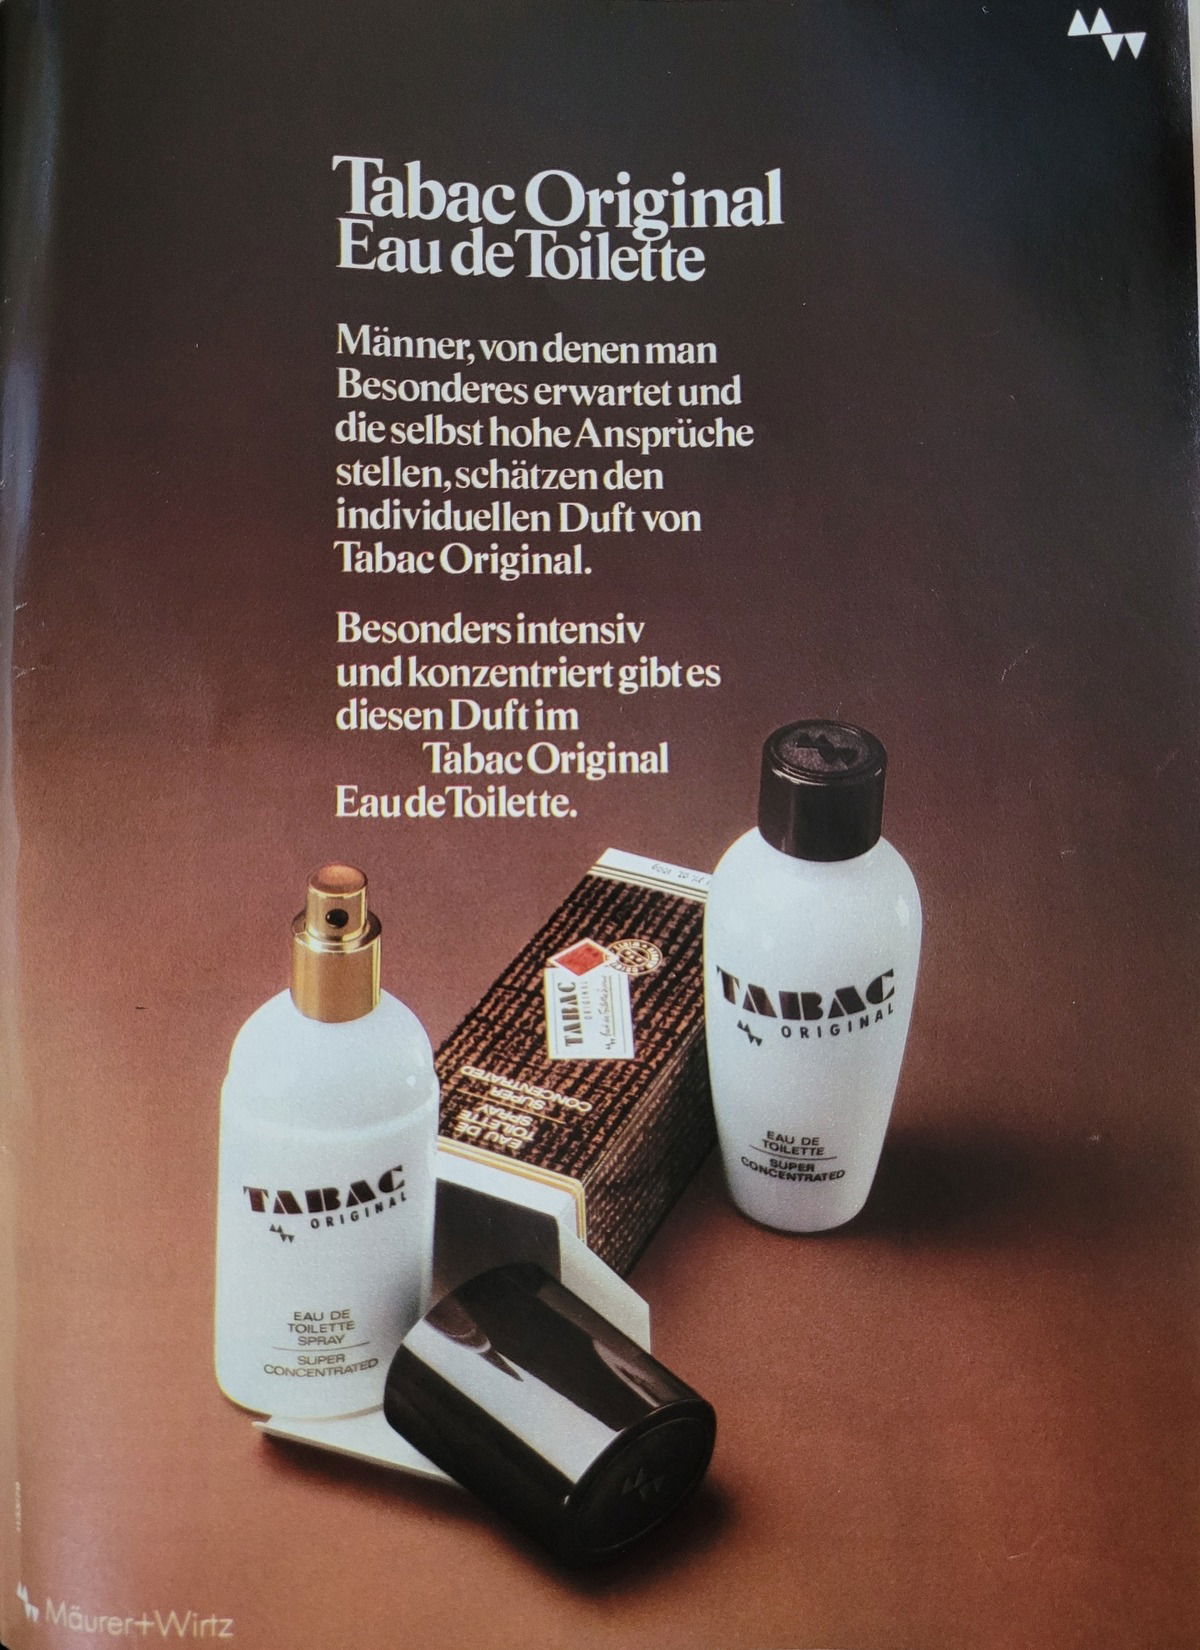 Tabac Original
Eau de Toilette
Männer, von denen man
Besonderes erwartet und
die selbst hohe Ansprüche
stellen, schätzen den
individuellen Duft von
Tabac Original.
Besonders intensiv
und konzentriert gibt es
diesen Duft im
Tabac Original
Eau de Toilette.
TABAC
ORIGINAL
EAU DE
TOILETTE
SPRAY
SUPER
CONCENTRATED
TABAC
ORIGINAL
EAU DE
TOILETTE
SPRAY
SUPER
CONCENTRATED
TABAC
ORIGINAL
EAU DE
TOILETTE
SUPER
CONCENTRATED
Mäurer+Wirtz